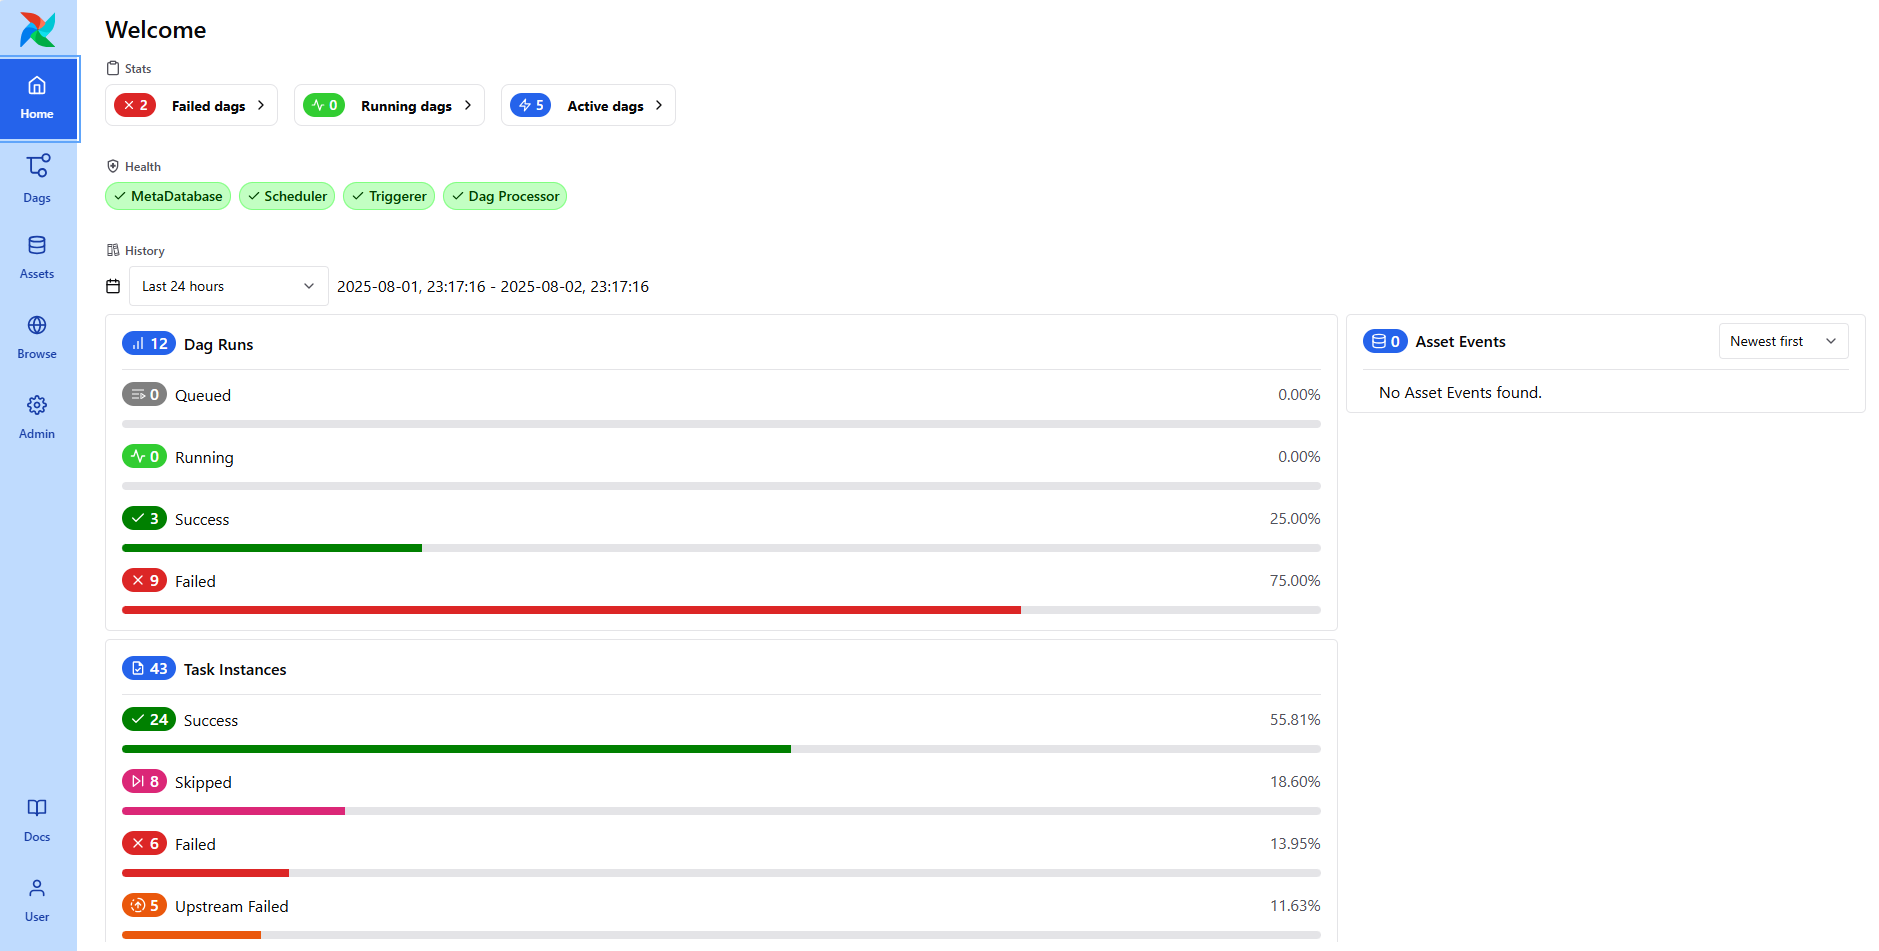 Welcome
Home
Dags
Assets
Browse
Admin
Docs
User
Stats
2 Failed dags
0 Running dags
5 Active dags
Health
MetaDatabase Scheduler Triggerer Dag Processor
History
Last 24 hours 2025-08-01, 23:17:16 - 2025-08-02, 23:17:16
12 Dag Runs
0 Queued 0.00%
0 Running 0.00%
3 Success 25.00%
9 Failed 75.00%
43 Task Instances
24 Success 55.81%
8 Skipped 18.60%
6 Failed 13.95%
5 Upstream Failed 11.63%
0 Asset Events Newest first
No Asset Events found.